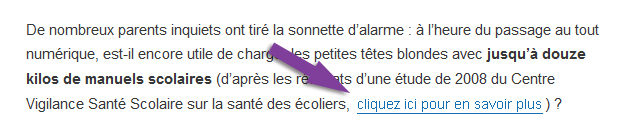 De nombreux parents inquiets ont tiré la sonnette d'alarme : à l'heure du passage au tout
numérique, est-il encore utile de charg les petites têtes blondes avec jusqu'à douze
kilos de manuels scolaires (d'après les ré ts d'une étude de 2008 du Centre
Vigilance Santé Scolaire sur la santé des écoliers, cliquez ici pour en savoir plus ) ?